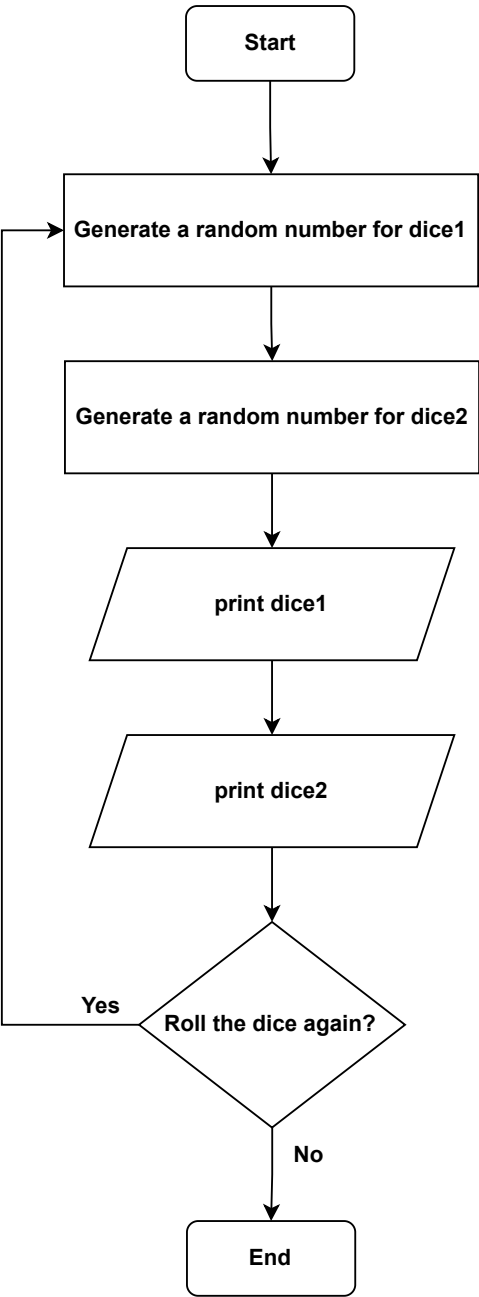 Start
Generate a random number for dice1
Generate a random number for dice2
print dice1
print dice2
Yes
Roll the dice again?
No
End